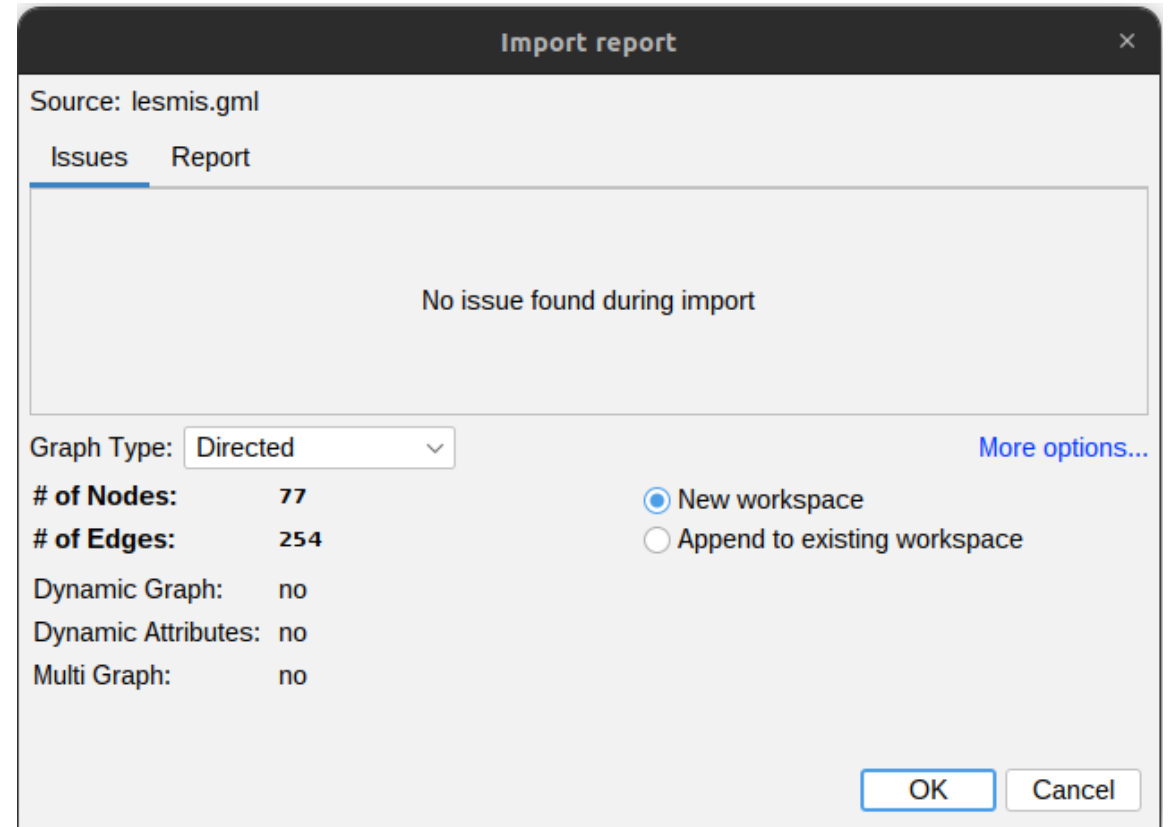 Import report
Source: lesmis.gml
Issues Report
No issue found during import
Graph Type: Directed More options...
# of Nodes: 77 New workspace
# of Edges: 254 Append to existing workspace
Dynamic Graph: no
Dynamic Attributes: no
Multi Graph: no
OK Cancel